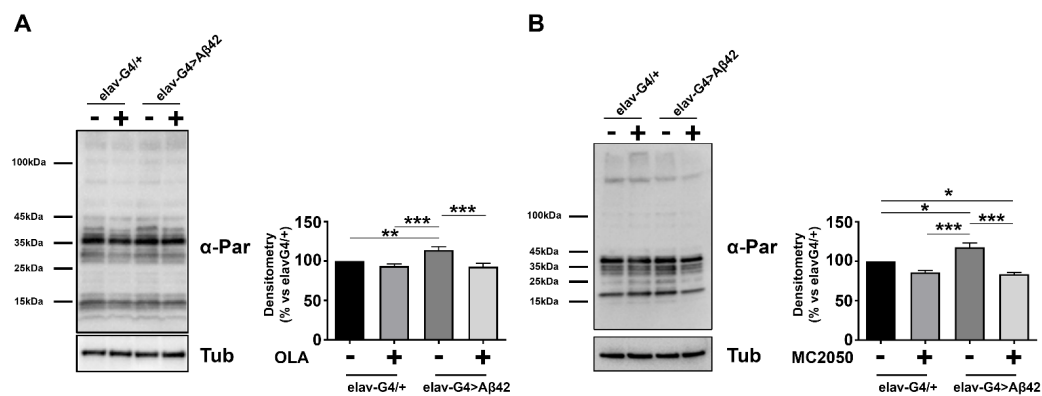 A
elav-G4/+
elav-G4>Aβ42
- + - +
100kDa
45kDa
35kDa
25kDa
15kDa
α-Par
Tub
Densitometry
(% vs elavG4/+)
150
100
50
0
**
***
***
OLA - + - +
elav-G4/+ elav-G4>Aβ42
B
elav-G4/+
elav-G4>Aβ42
- + - +
100kDa
45kDa
35kDa
25kDa
15kDa
α-Par
Tub
Densitometry
(% vs elavG4/+)
150
100
50
0
*
*
***
***
MC2050 - + - +
elav-G4/+ elav-G4>Aβ42